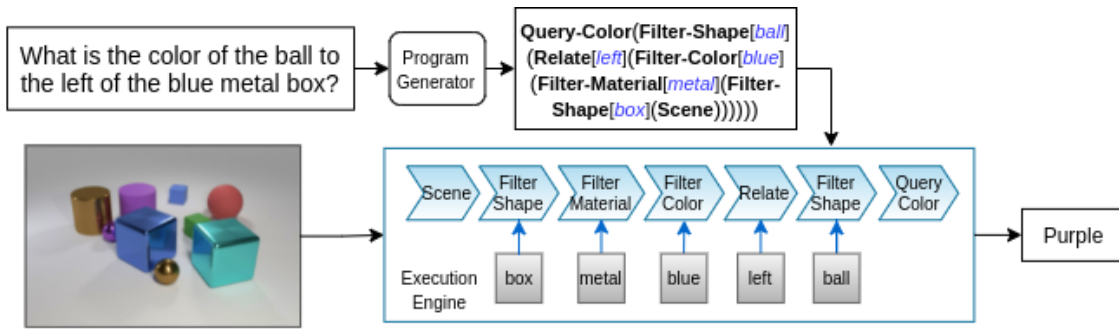 What is the color of the ball to
the left of the blue metal box?
Program
Generator
Query-Color(Filter-Shape[ball]
(Relate[left](Filter-Color[blue]
(Filter-Material[metal](Filter-
Shape[box](Scene))))))
Scene
Filter
Shape
Filter
Material
Filter
Color
Relate
Filter
Shape
Query
Color
Execution
Engine
box
metal
blue
left
ball
Purple